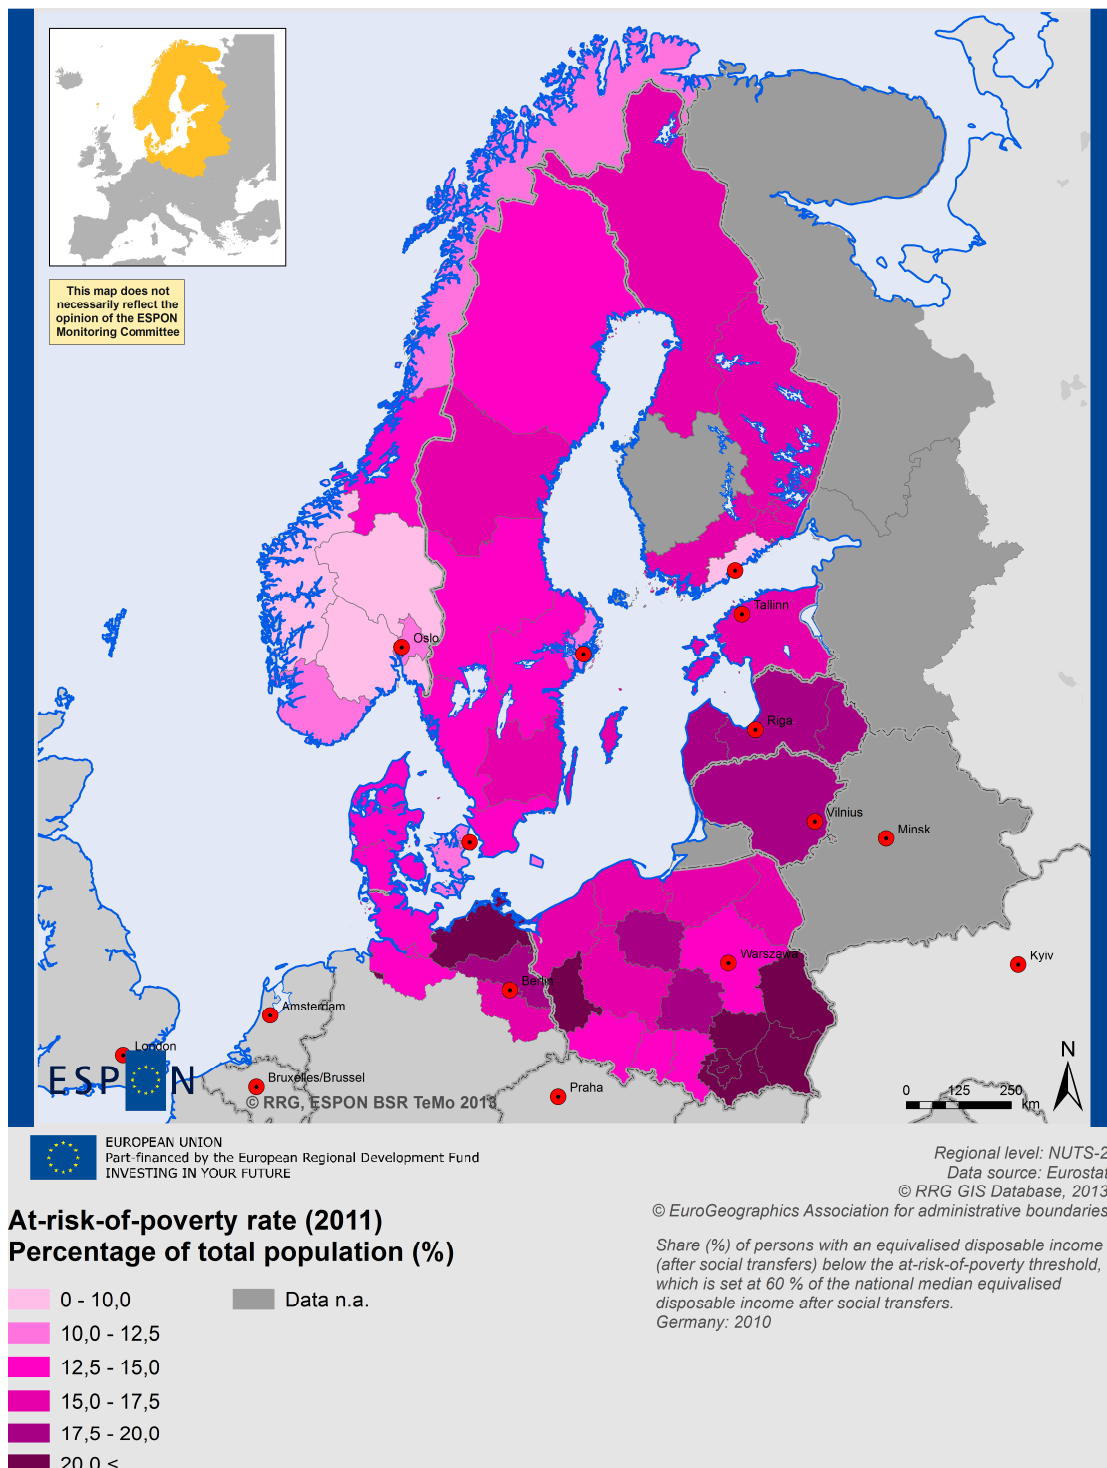 This map does not
necessarily reflect the
opinion of the ESPON
Monitoring Committee
Oslo
Tallinn
Riga
Vilnius
Minsk
Warszawa
Kyiv
Berlin
Amsterdam
London
Bruxelles/Brussel
Praha
ESPON
© RRG, ESPON BSR TeMo 2013
N
0 125 250
km
EUROPEAN UNION
Part-financed by the European Regional Development Fund
INVESTING IN YOUR FUTURE
Regional level: NUTS-2
Data source: Eurostat
© RRG GIS Database, 2013
© EuroGeographics Association for administrative boundaries
At-risk-of-poverty rate (2011)
Percentage of total population (%)
0 - 10,0
10,0 - 12,5
12,5 - 15,0
15,0 - 17,5
17,5 - 20,0
20,0 <
Data n.a.
Share (%) of persons with an equivalised disposable income
(after social transfers) below the at-risk-of-poverty threshold,
which is set at 60 % of the national median equivalised
disposable income after social transfers.
Germany: 2010